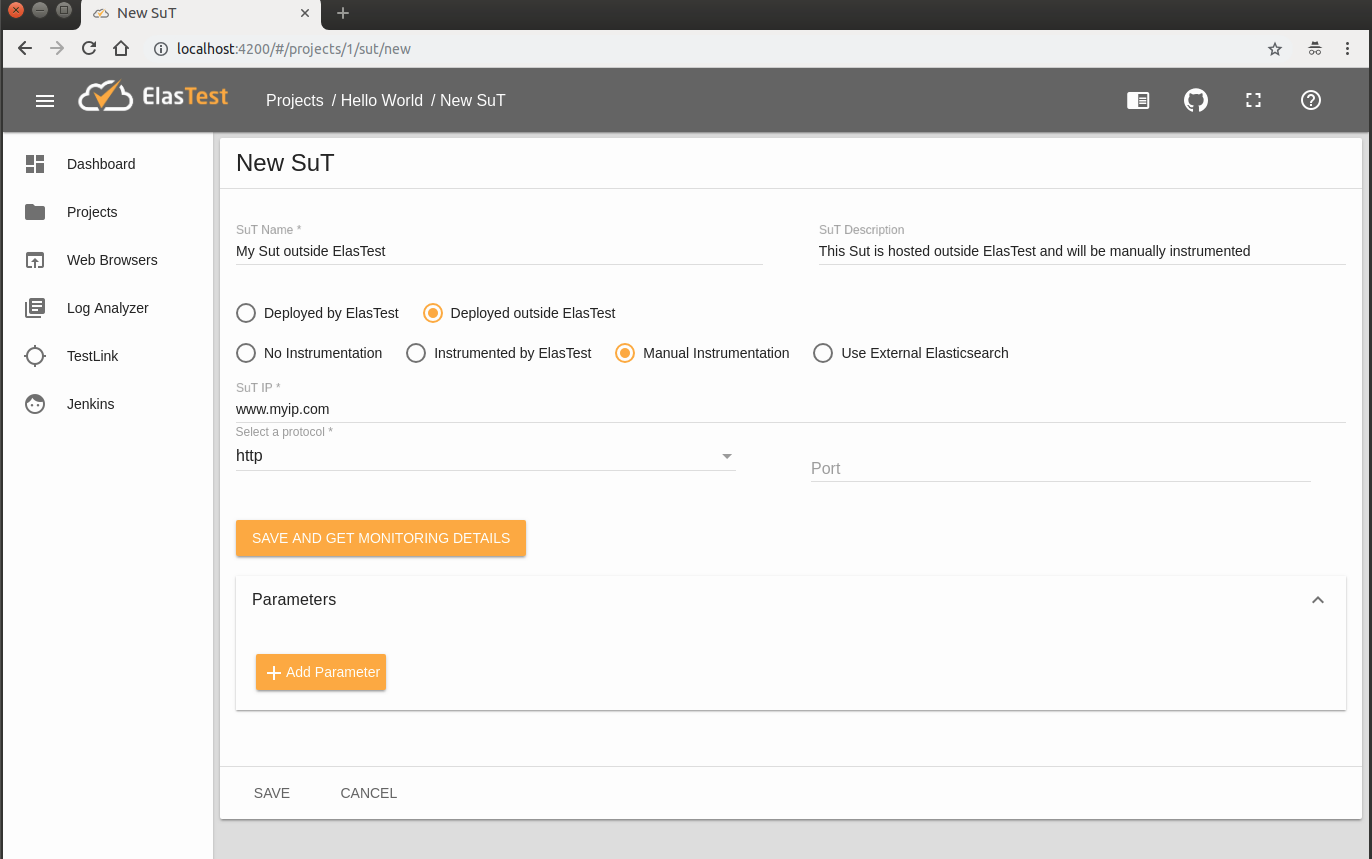 New SuT
localhost:4200/#/projects/1/sut/new
ElasTest
Projects / Hello World / New SuT
Dashboard
Projects
Web Browsers
Log Analyzer
TestLink
Jenkins
New SuT
SuT Name *
My Sut outside ElasTest
SuT Description
This Sut is hosted outside ElasTest and will be manually instrumented
Deployed by ElasTest Deployed outside ElasTest
No Instrumentation Instrumented by ElasTest Manual Instrumentation Use External Elasticsearch
SuT IP *
www.myip.com
Select a protocol *
http
Port
SAVE AND GET MONITORING DETAILS
Parameters
Add Parameter
SAVE CANCEL